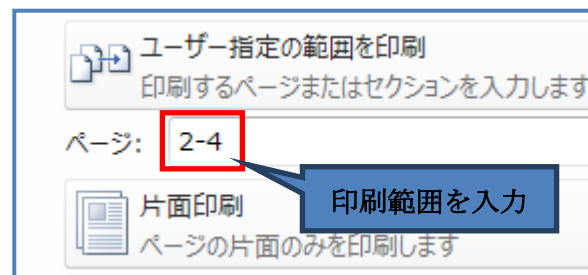 ユーザー指定の範囲を印刷
印刷するページまたはセクションを入力します
ページ: 2-4
印刷範囲を入力
片面印刷
ページの片面のみを印刷します